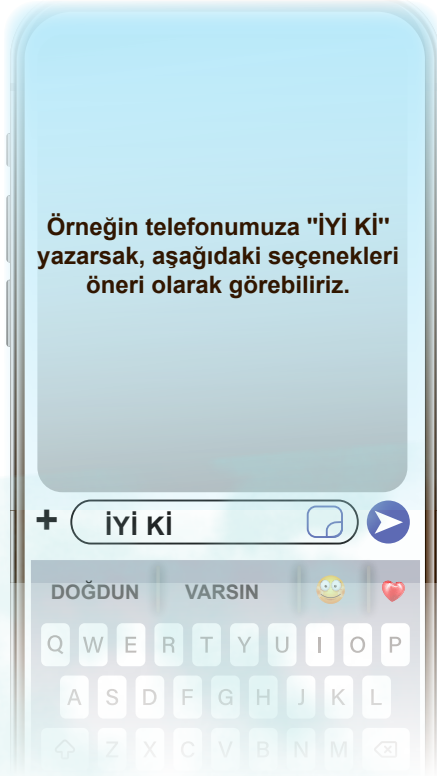 Örneğin telefonumuza "İYİ Kİ"
yazarsak, aşağıdaki seçenekleri
öneri olarak görebiliriz.
+ İYİ Kİ
DOĞDUN VARSIN
Q W E R T Y U I O P
A S D F G H J K L
Z X C V B N M